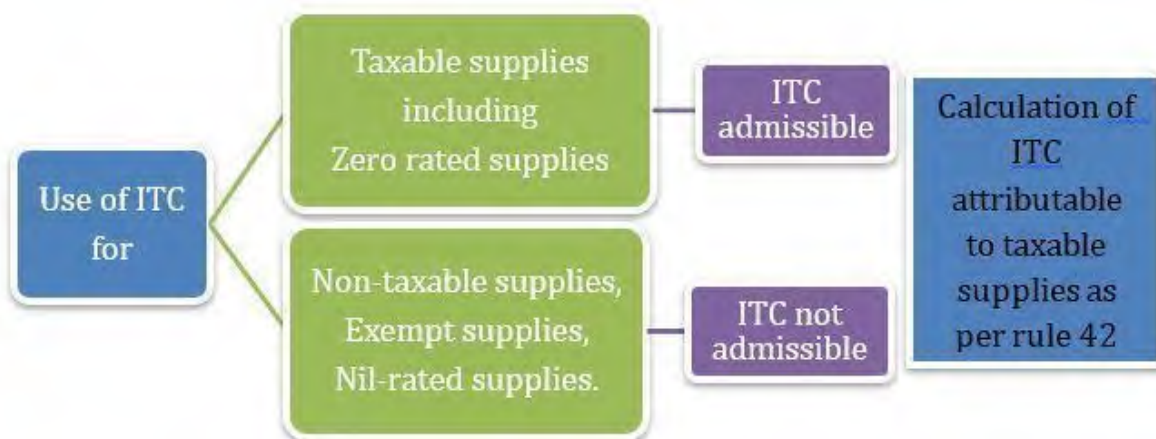 Use of ITC
for
Taxable supplies
including
Zero rated supplies
ITC
admissible
Non-taxable supplies,
Exempt supplies,
Nil-rated supplies.
ITC not
admissible
Calculation of
ITC
attributable
to taxable
supplies as
per rule 42